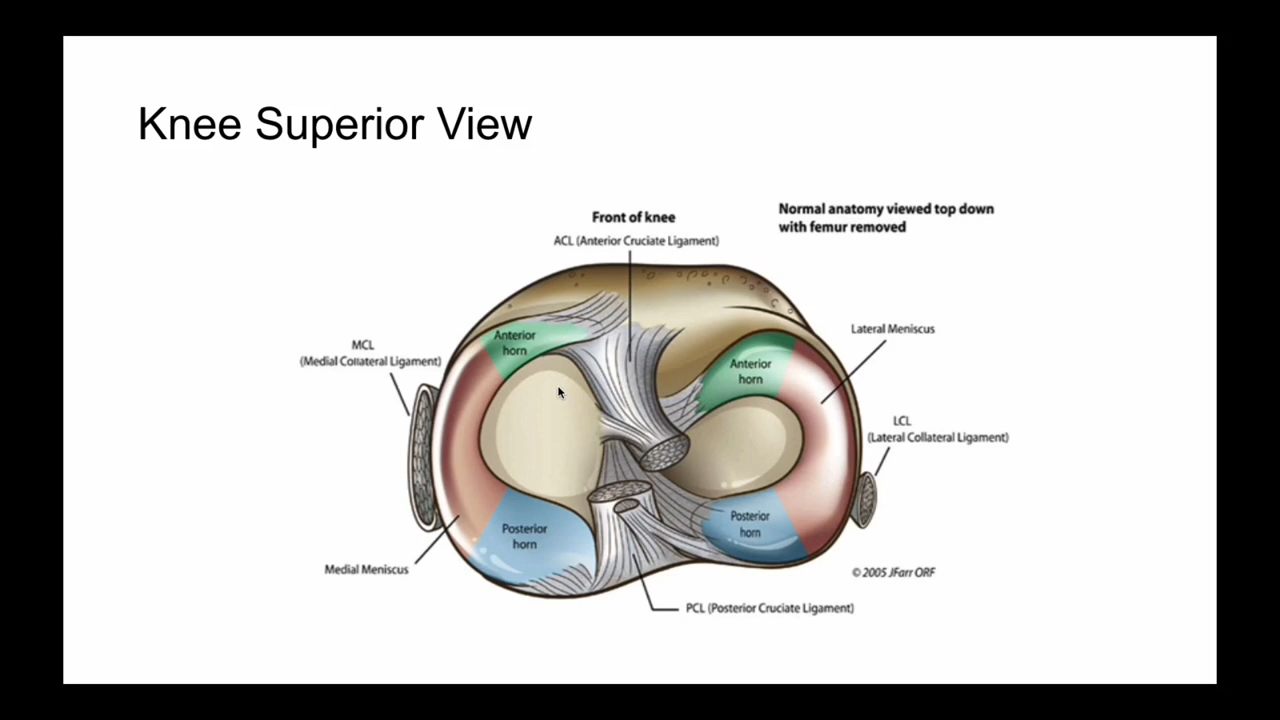 Knee Superior View
Front of knee
Normal anatomy viewed top down
with femur removed
ACL (Anterior Cruciate Ligament)
Anterior
horn
Lateral Meniscus
MCL
(Medial Collateral Ligament)
Anterior
horn
LCL
(Lateral Collateral Ligament)
Posterior
horn
Posterior
horn
Medial Meniscus
© 2005 JFarr ORF
PCL (Posterior Cruciate Ligament)